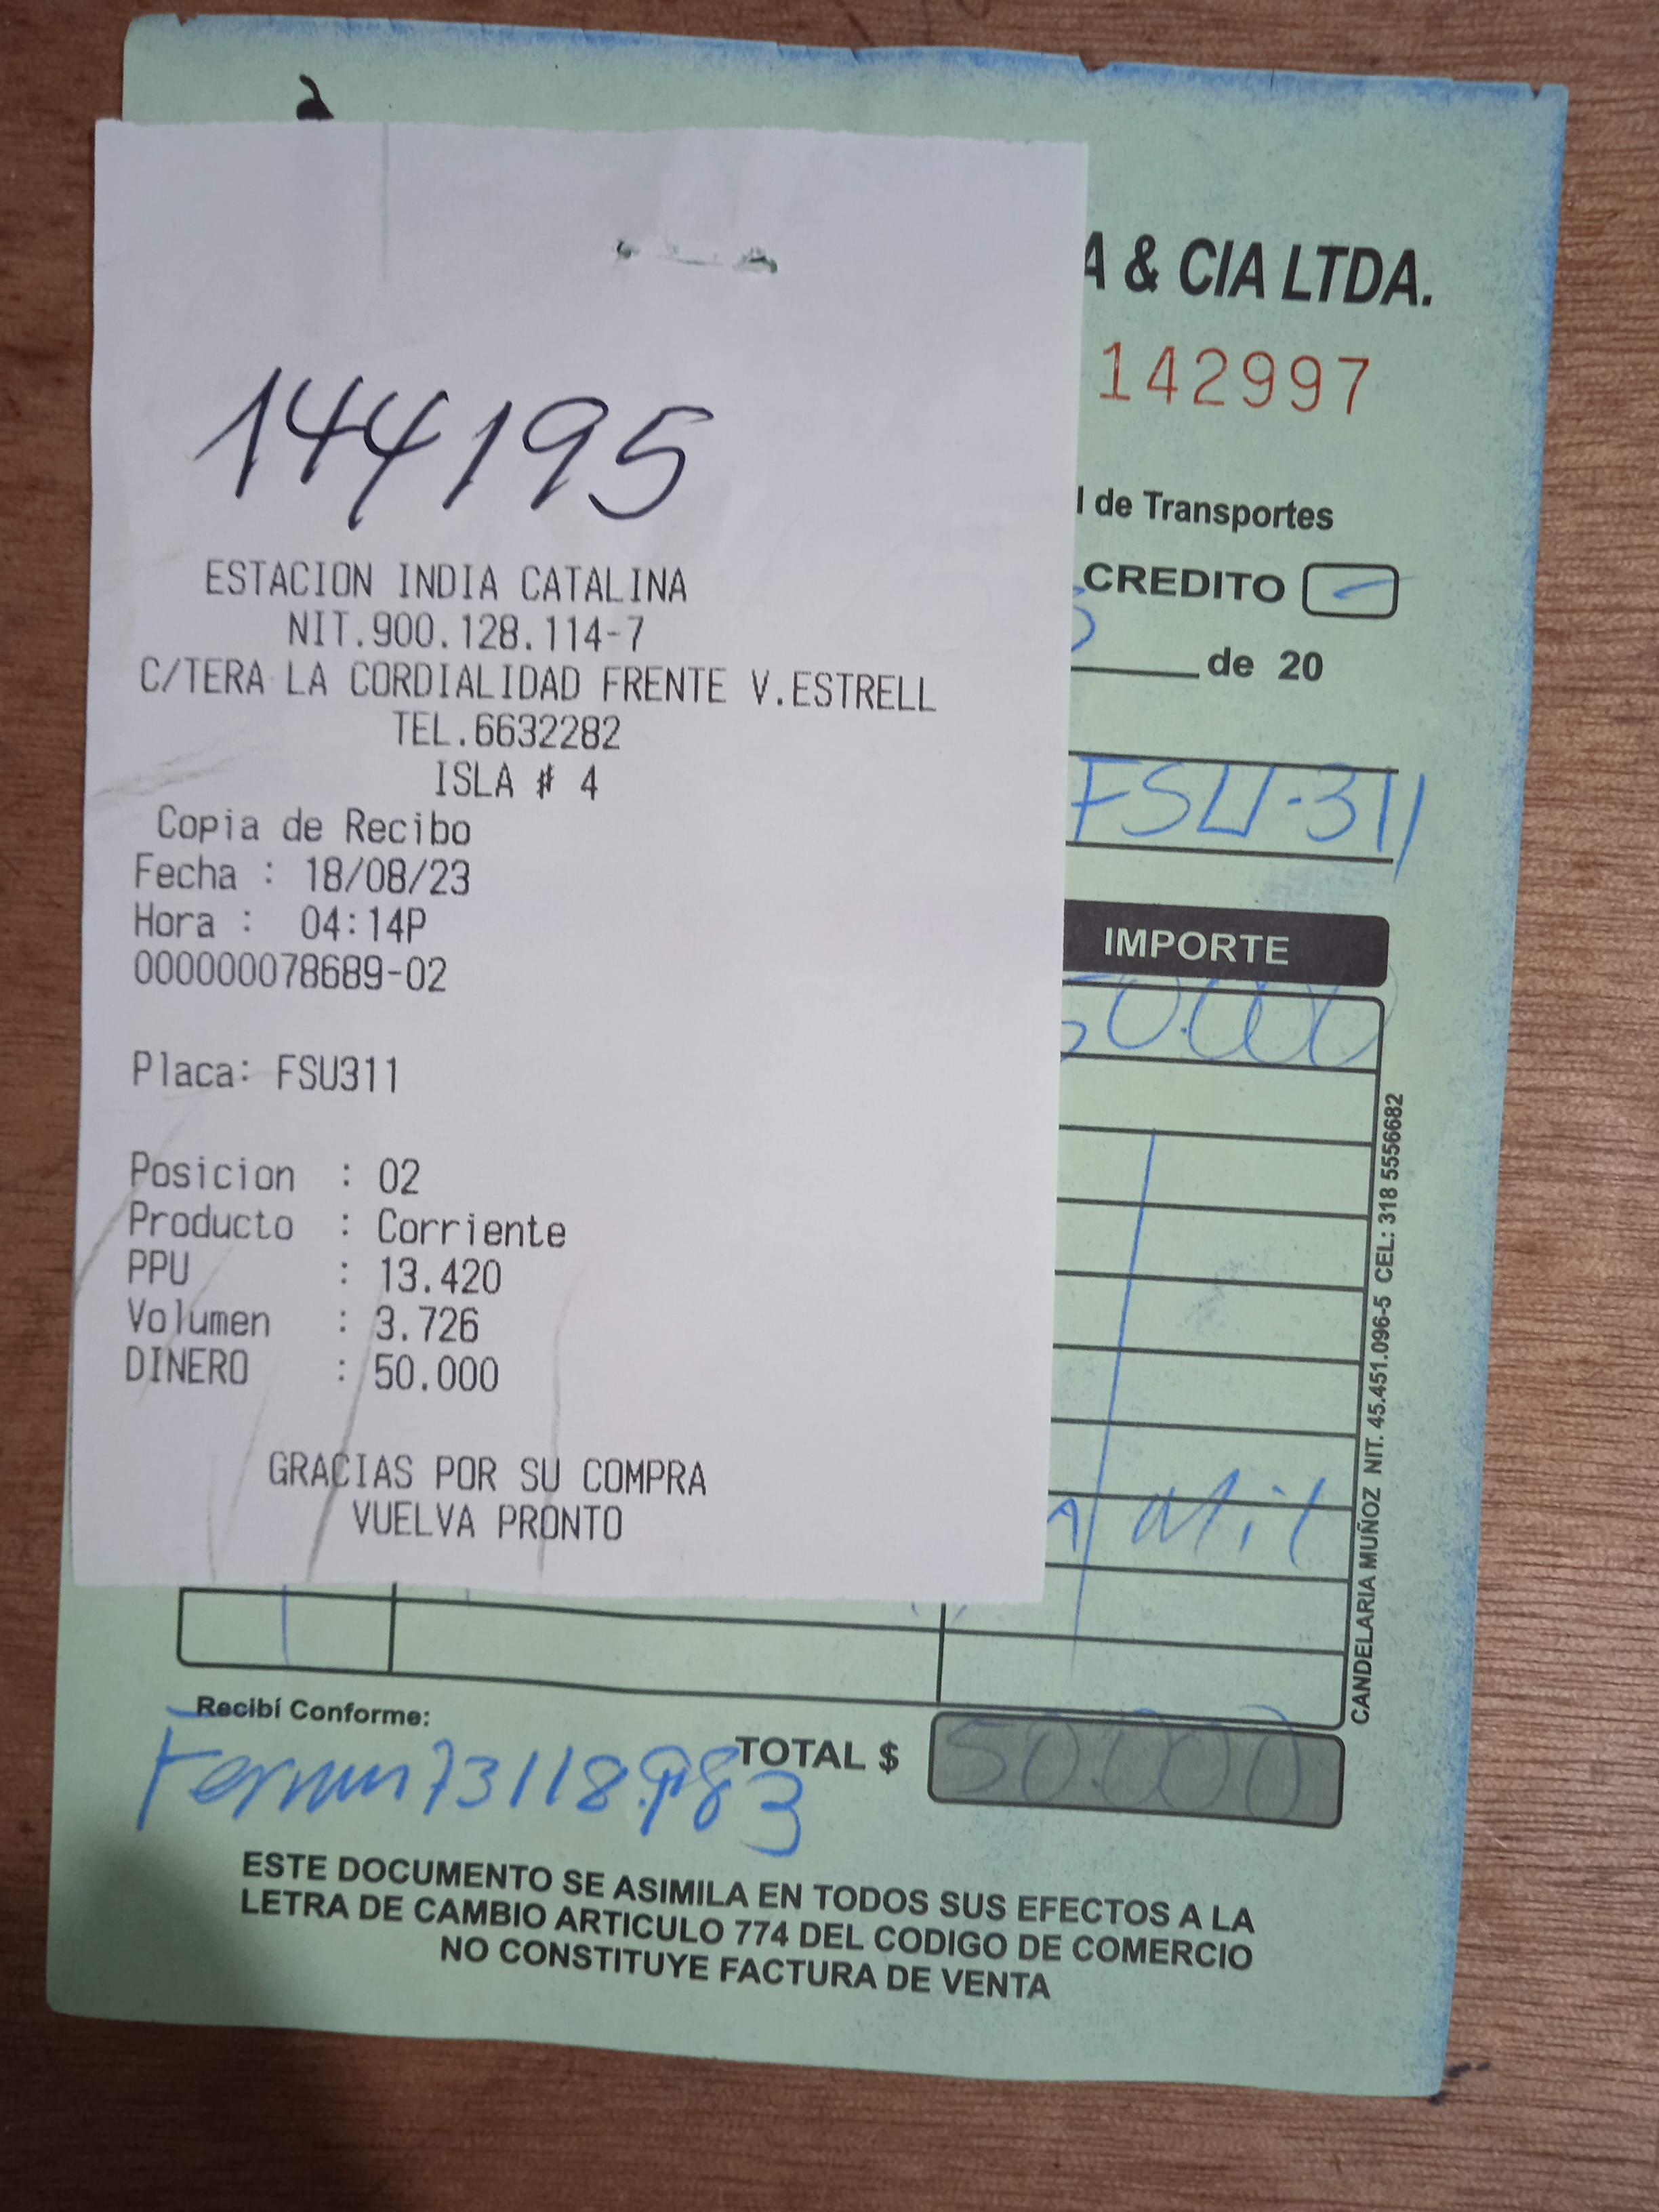 A & CIA LTDA.
142997
144195
l de Transportes
CREDITO
de 20
ESTACION INDIA CATALINA
NIT.900.128.114-7
C/TERA LA CORDIALIDAD FRENTE V.ESTRELL
TEL.6632282
ISLA # 4
Copia de Recibo
Fecha : 18/08/23
Hora : 04:14P
000000078689-02
Placa: FSU311
Posicion : 02
Producto : Corriente
PPU : 13.420
Volumen : 3.726
DINERO : 50.000
GRACIAS POR SU COMPRA
VUELVA PRONTO
FSU-311
IMPORTE
50.000
A Mil
CANDELARIA MUÑOZ NIT. 45.451.096-5 CEL: 318 5556682
Recibí Conforme:
TOTAL $ 50.000
ESTE DOCUMENTO SE ASIMILA EN TODOS SUS EFECTOS A LA
LETRA DE CAMBIO ARTICULO 774 DEL CODIGO DE COMERCIO
NO CONSTITUYE FACTURA DE VENTA